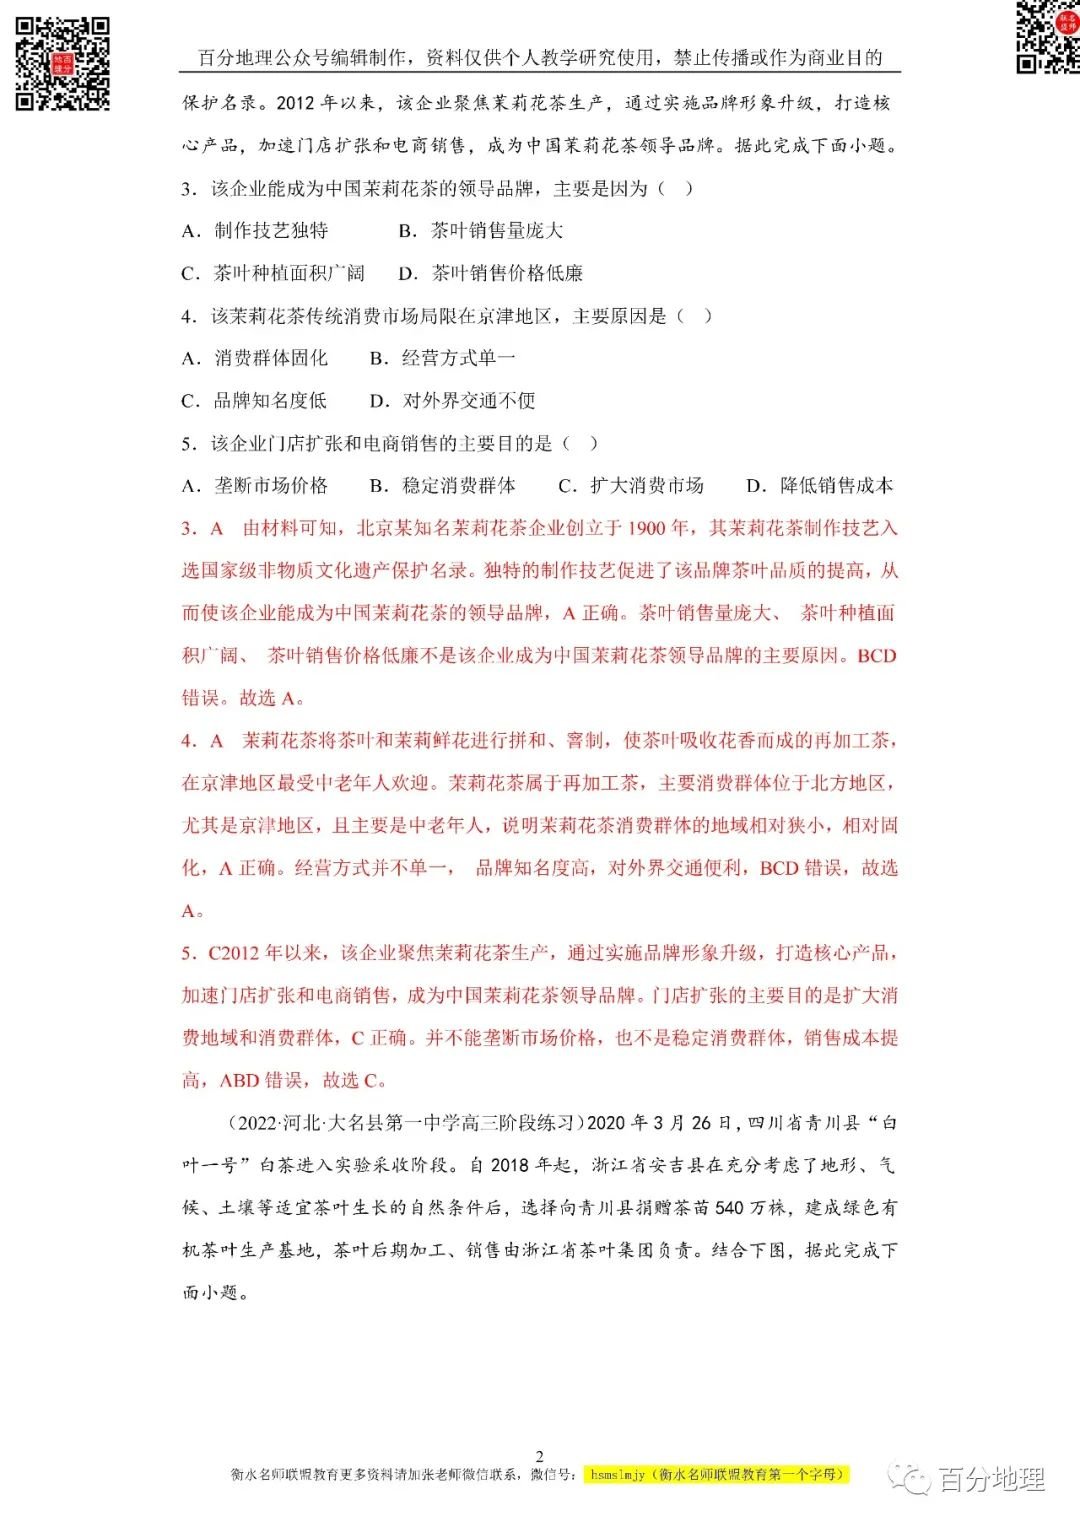 百分地理公众号编辑制作，资料仅供个人教学研究使用，禁止传播或作为商业目的
保护名录。2012 年以来，该企业聚焦茉莉花茶生产，通过实施品牌形象升级，打造核
心产品，加速门店扩张和电商销售，成为中国茉莉花茶领导品牌。据此完成下面小题。
3．该企业能成为中国茉莉花茶的领导品牌，主要是因为（ ）
A．制作技艺独特 B．茶叶销售量庞大
C．茶叶种植面积广阔 D．茶叶销售价格低廉
4．该茉莉花茶传统消费市场局限在京津地区，主要原因是（ ）
A．消费群体固化 B．经营方式单一
C．品牌知名度低 D．对外界交通不便
5．该企业门店扩张和电商销售的主要目的是（ ）
A．垄断市场价格 B．稳定消费群体 C．扩大消费市场 D．降低销售成本
3．A 由材料可知，北京某知名茉莉花茶企业创立于 1900 年，其茉莉花茶制作技艺入
选国家级非物质文化遗产保护名录。独特的制作技艺促进了该品牌茶叶品质的提高，从
而使该企业能成为中国茉莉花茶的领导品牌，A 正确。茶叶销售量庞大、 茶叶种植面
积广阔、 茶叶销售价格低廉不是该企业成为中国茉莉花茶领导品牌的主要原因。BCD
错误。故选 A。
4．A 茉莉花茶将茶叶和茉莉鲜花进行拼和、窨制，使茶叶吸收花香而成的再加工茶，
在京津地区最受中老年人欢迎。茉莉花茶属于再加工茶，主要消费群体位于北方地区，
尤其是京津地区，且主要是中老年人，说明茉莉花茶消费群体的地域相对狭小，相对固
化，A 正确。经营方式并不单一， 品牌知名度高，对外界交通便利，BCD 错误，故选
A。
5．C2012 年以来，该企业聚焦茉莉花茶生产，通过实施品牌形象升级，打造核心产品，
加速门店扩张和电商销售，成为中国茉莉花茶领导品牌。门店扩张的主要目的是扩大消
费地域和消费群体，C 正确。并不能垄断市场价格，也不是稳定消费群体，销售成本提
高，ABD 错误，故选 C。
（2022·河北·大名县第一中学高三阶段练习）2020 年 3 月 26 日，四川省青川县“白
叶一号”白茶进入实验采收阶段。自 2018 年起，浙江省安吉县在充分考虑了地形、气
候、土壤等适宜茶叶生长的自然条件后，选择向青川县捐赠茶苗 540 万株，建成绿色有
机茶叶生产基地，茶叶后期加工、销售由浙江省茶叶集团负责。结合下图，据此完成下
面小题。
2
衡水名师联盟教育更多资料请加张老师微信联系，微信号： hsmslmjy（衡水名师联盟教育第一个字母）
百分地理